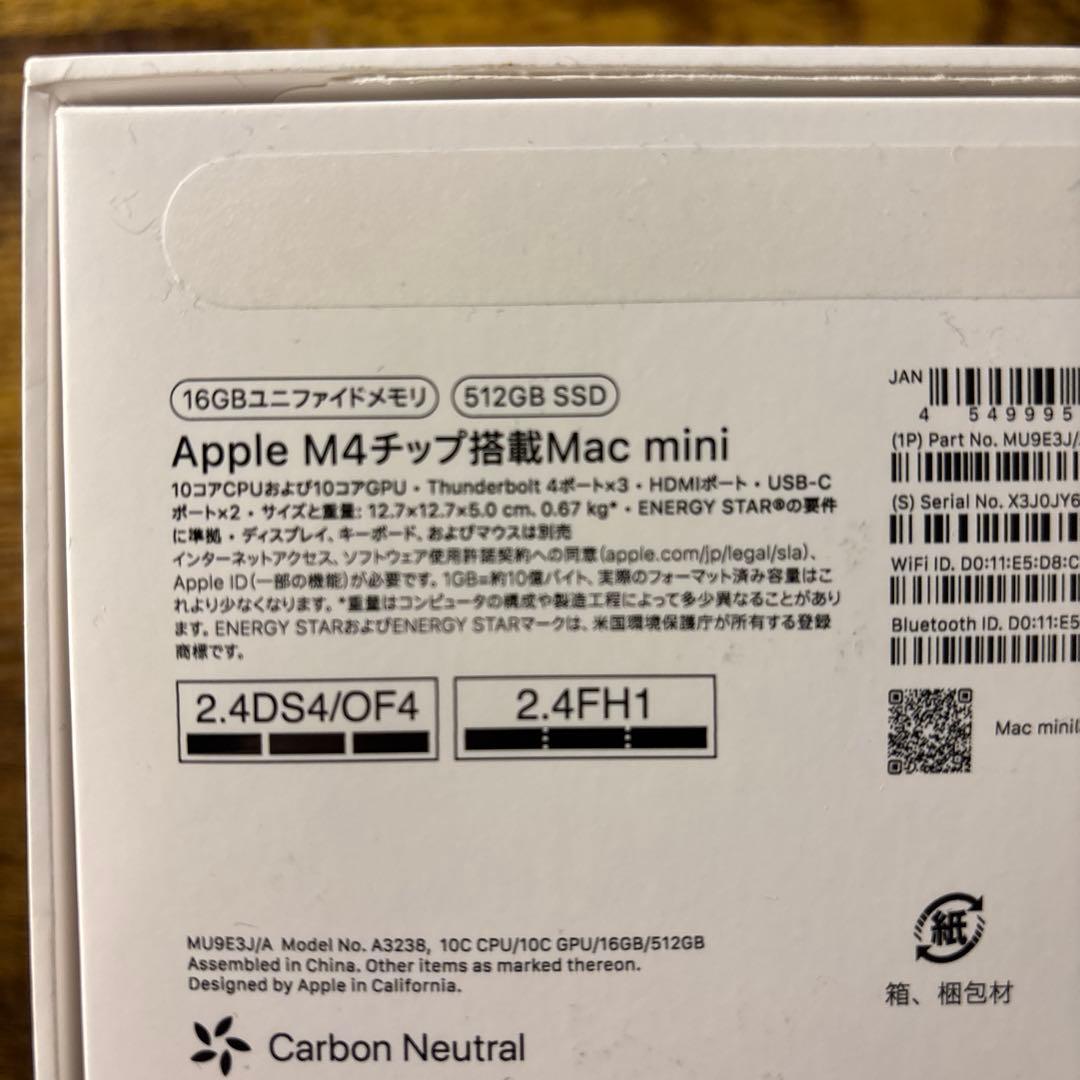 16GBユニファイドメモリ 512GB SSD
Apple M4チップ搭載Mac mini
10コアCPUおよび10コアGPU・Thunderbolt 4ポート×3・HDMIポート・USB-C
ポート×2・サイズと重量: 12.7×12.7×5.0 cm、0.67 kg*・ENERGY STAR®の要件
に準拠・ディスプレイ、キーボード、およびマウスは別売
インターネットアクセス、ソフトウェア使用許諾契約への同意(apple.com/jp/legal/sla)、
Apple ID(一部の機能)が必要です。1GB=約10億バイト、実際のフォーマット済み容量はこ
れより少なくなります。*重量はコンピュータの構成や製造工程によって多少異なることがあり
ます。ENERGY STARおよびENERGY STARマークは、米国環境保護庁が所有する登録
商標です。
2.4DS4/OF4 2.4FH1
JAN
4 549995
(1P) Part No. MU9E3J/
(S) Serial No. X3J0JY6
WiFi ID. D0:11:E5:D8:C
Bluetooth ID. D0:11:E5
Mac mini
MU9E3J/A Model No. A3238, 10C CPU/10C GPU/16GB/512GB
Assembled in China. Other items as marked thereon.
Designed by Apple in California.
紙
箱、梱包材
Carbon Neutral